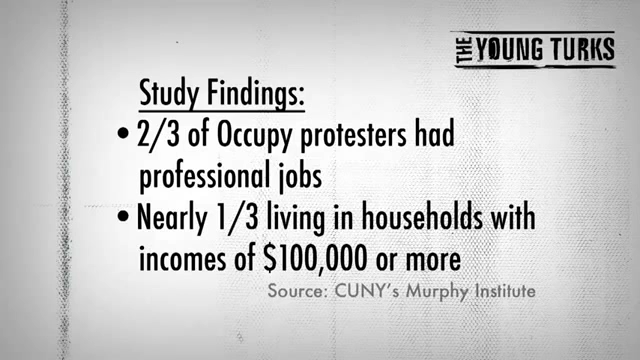 THE YOUNG TURKS
Study Findings:
• 2/3 of Occupy protesters had
professional jobs
• Nearly 1/3 living in households with
incomes of $100,000 or more
Source: CUNY's Murphy Institute